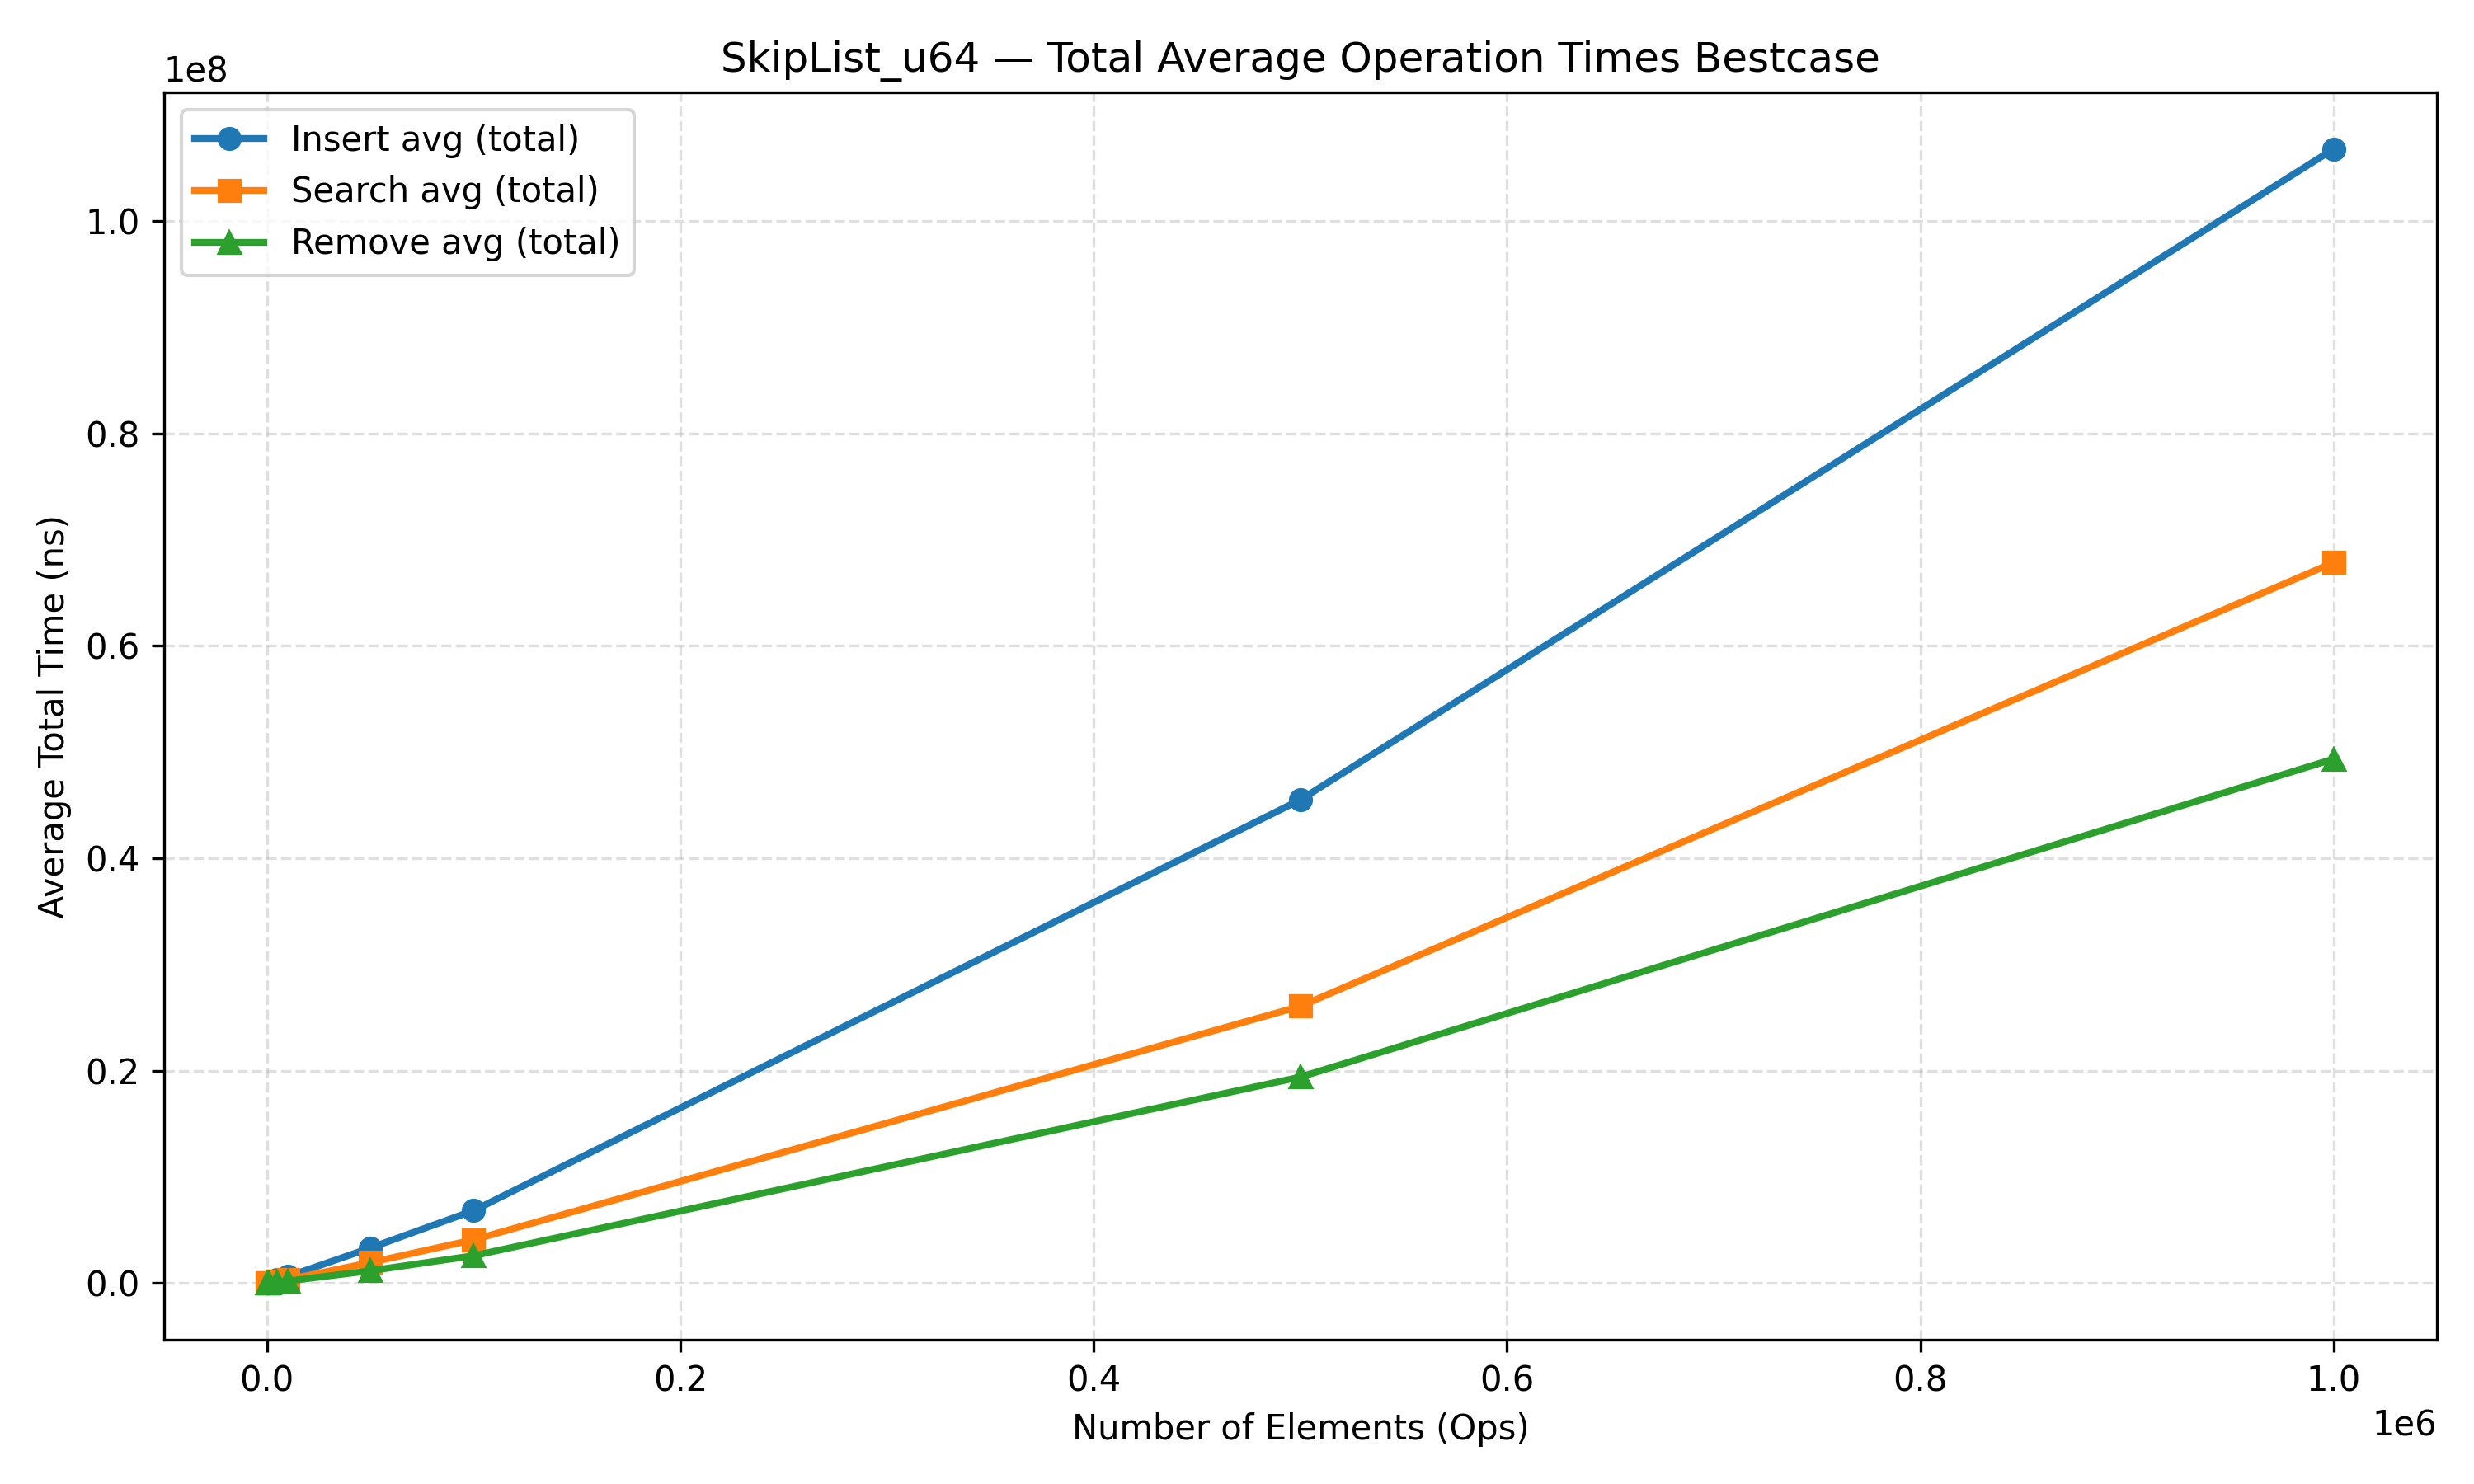 SkipList_u64 — Total Average Operation Times Bestcase
1e8
Insert avg (total)
Search avg (total)
Remove avg (total)
1.0
0.8
0.6
0.4
0.2
0.0
Average Total Time (ns)
0.0 0.2 0.4 0.6 0.8 1.0
Number of Elements (Ops)
1e6